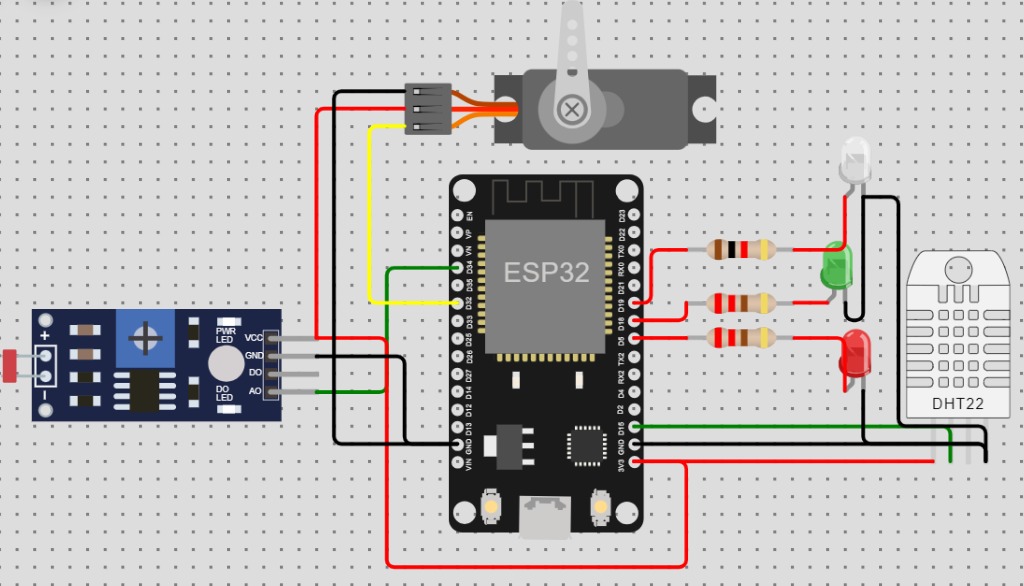 ESP32
EN
VP
VN
D34
D35
D32
D33
D25
D26
D27
D14
D12
D13
GND
VIN
D23
D22
TX0
RX0
D21
D19
D18
D5
TX2
RX2
D4
D2
D15
GND
3V3
+
PWR
LED
VCC
GND
DO
AO
DO
LED
DHT22